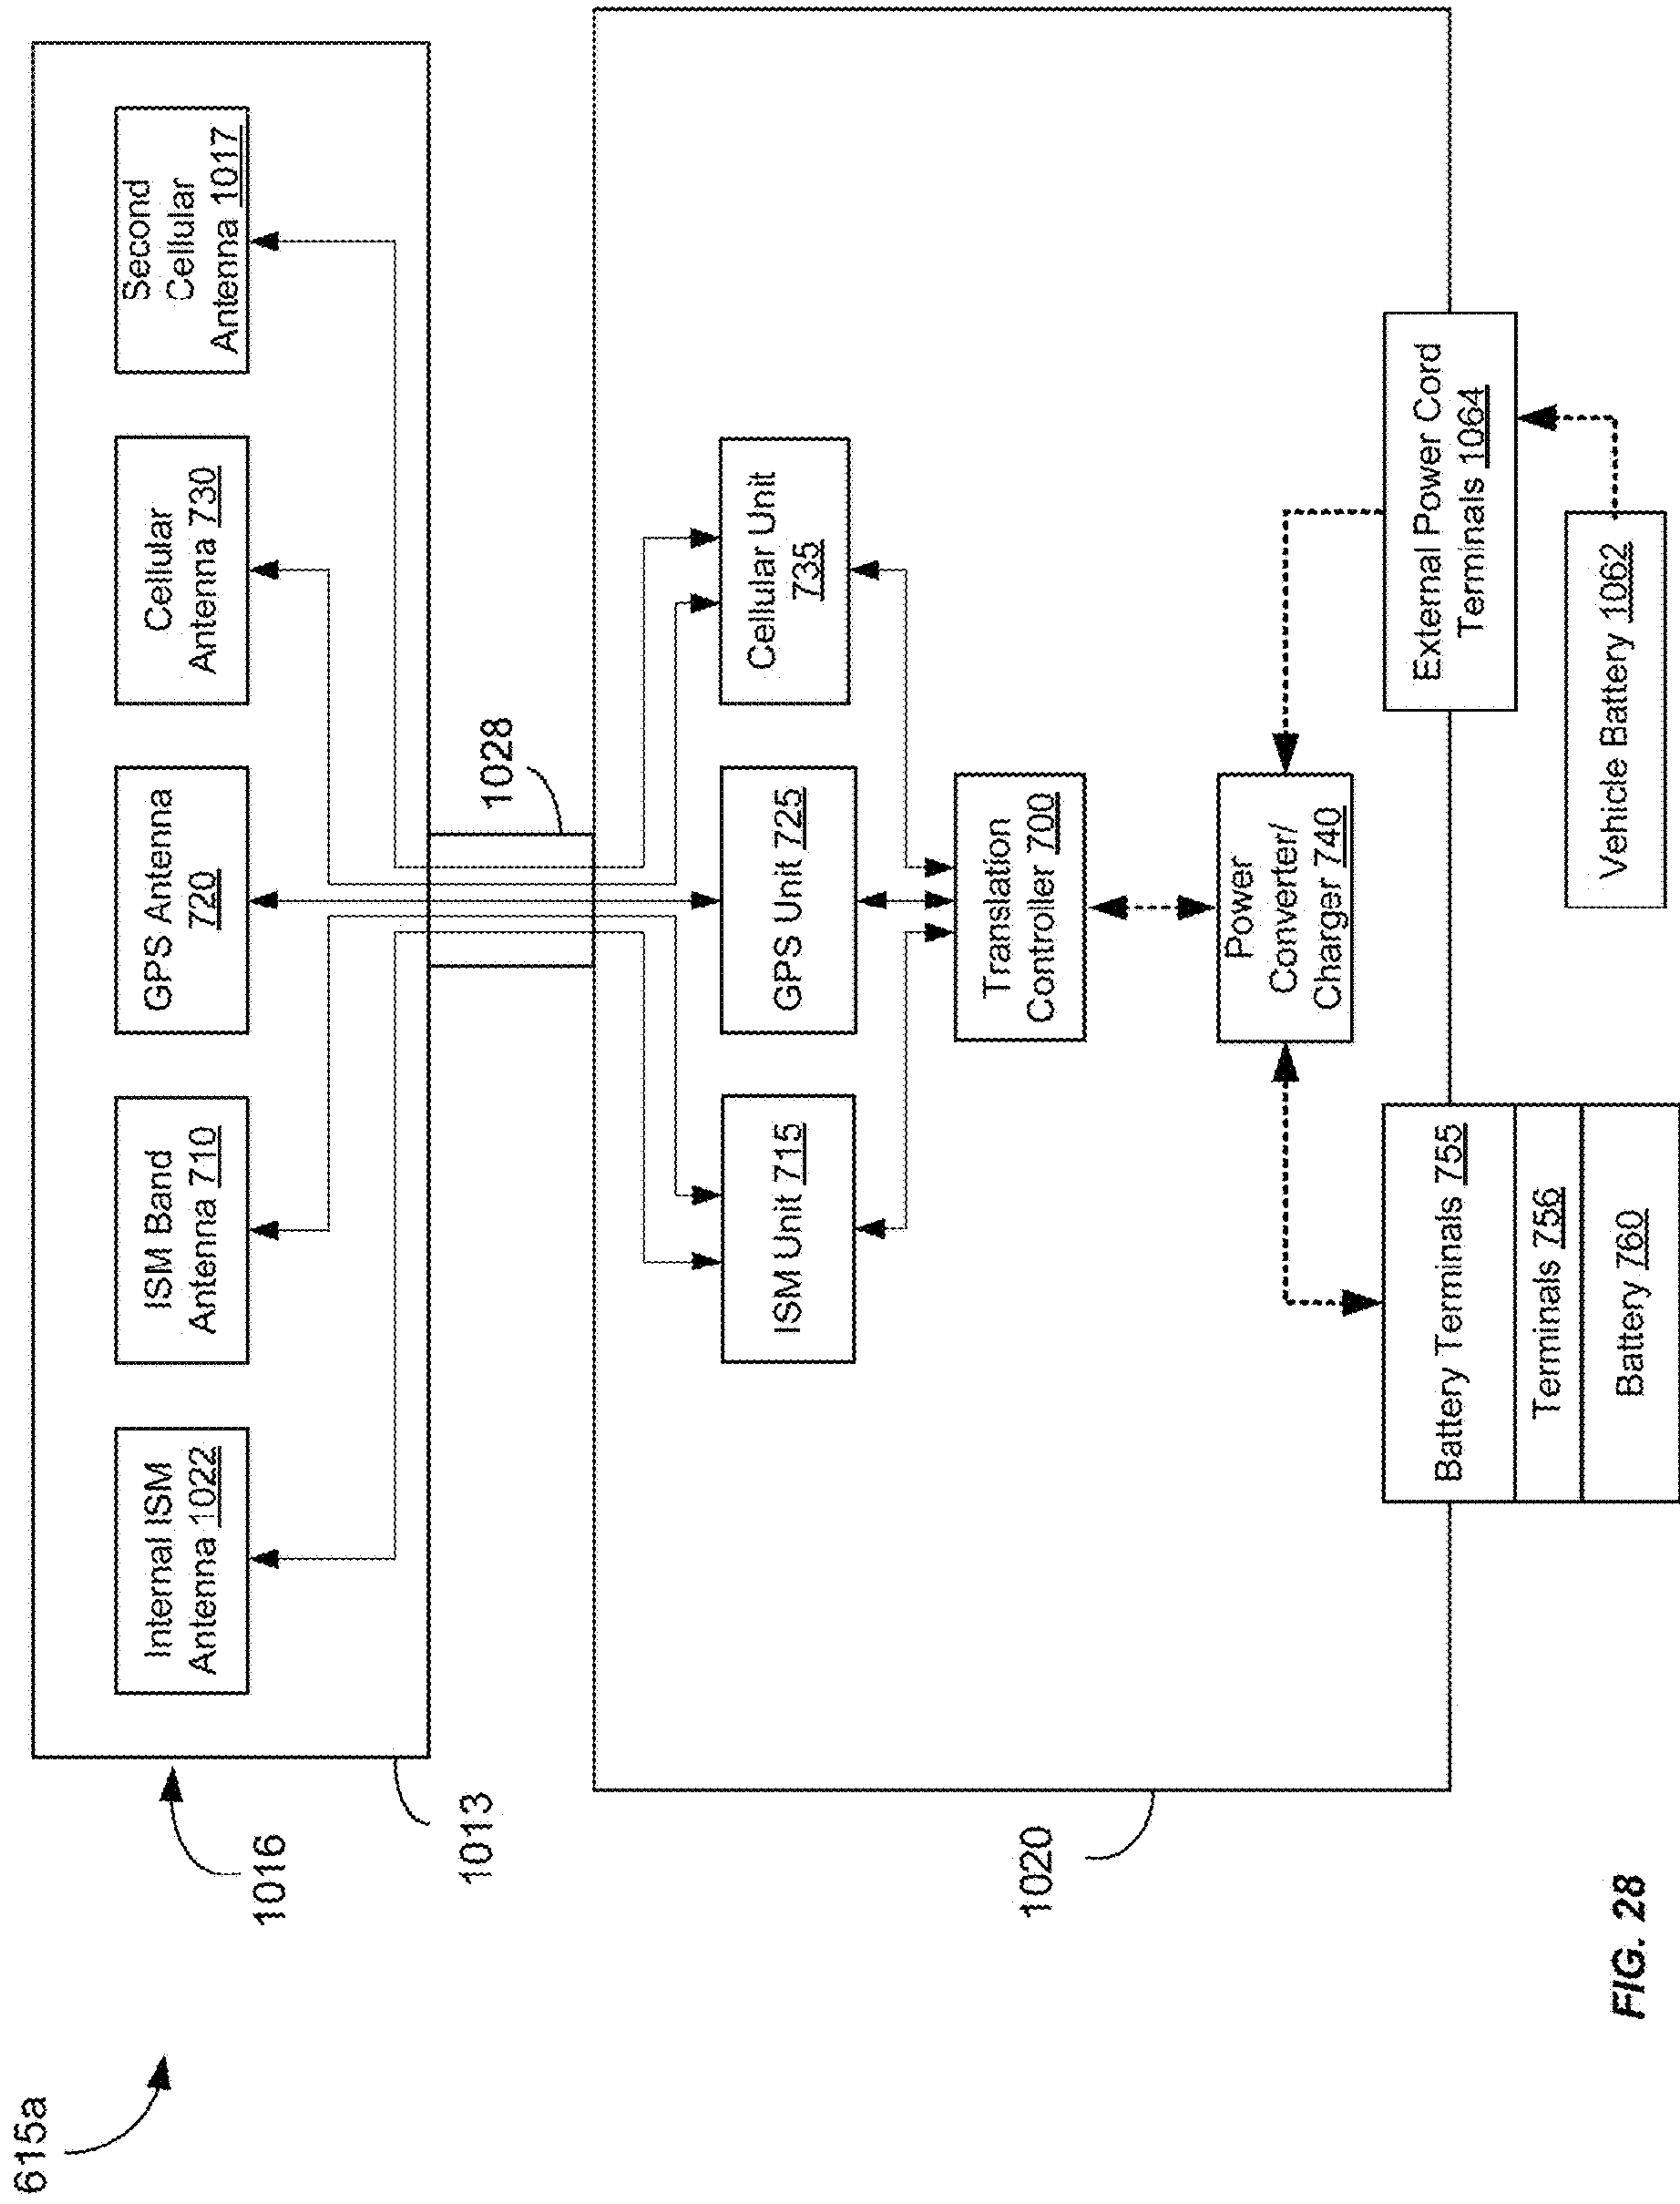 615a
1016
1013
Internal ISM
Antenna 1022
ISM Band
Antenna 710
GPS Antenna
720
Cellular
Antenna 730
Second
Cellular
Antenna 1017
1028
1020
ISM Unit 715
GPS Unit 725
Cellular Unit
735
Translation
Controller 700
Power
Converter/
Charger 740
Battery Terminals 755
Terminals 756
Battery 760
External Power Cord
Terminals 1064
Vehicle Battery 1062
FIG. 28